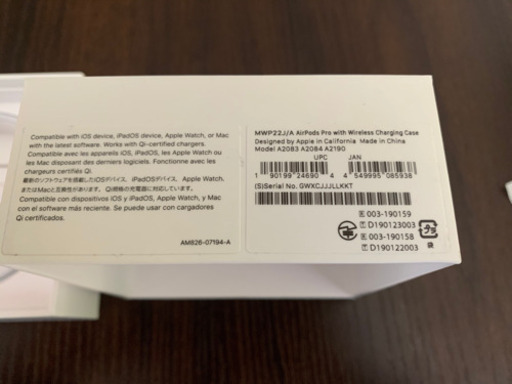 Compatible with iOS device, iPadOS device, Apple Watch, or Mac
with the latest software. Works with Qi-certified chargers.
Compatible avec les appareils iOS, iPadOS, les Apple Watch
ou les Mac disposant des derniers logiciels. Fonctionne avec les
chargeurs certifiés Qi.
最新のソフトウェアを搭載したiOSデバイス、iPadOSデバイス、Apple Watch、
またはMacと互換性があります。Qi規格の充電器に対応しています。
Compatible con dispositivos iOS y iPadOS, Apple Watch y Mac
con el software más reciente. Se puede usar con cargadores
Qi certificados.
AM826-07194-A
MWP22J/A AirPods Pro with Wireless Charging Case
Designed by Apple in California Made in China
Model A2083 A2084 A2190
UPC JAN
1 90199 24690 4 4 549995 085938
(S)Serial No. GWXCJJJLLKKT
E 003-190159
T D190123003
E 003-190158
T D190122003